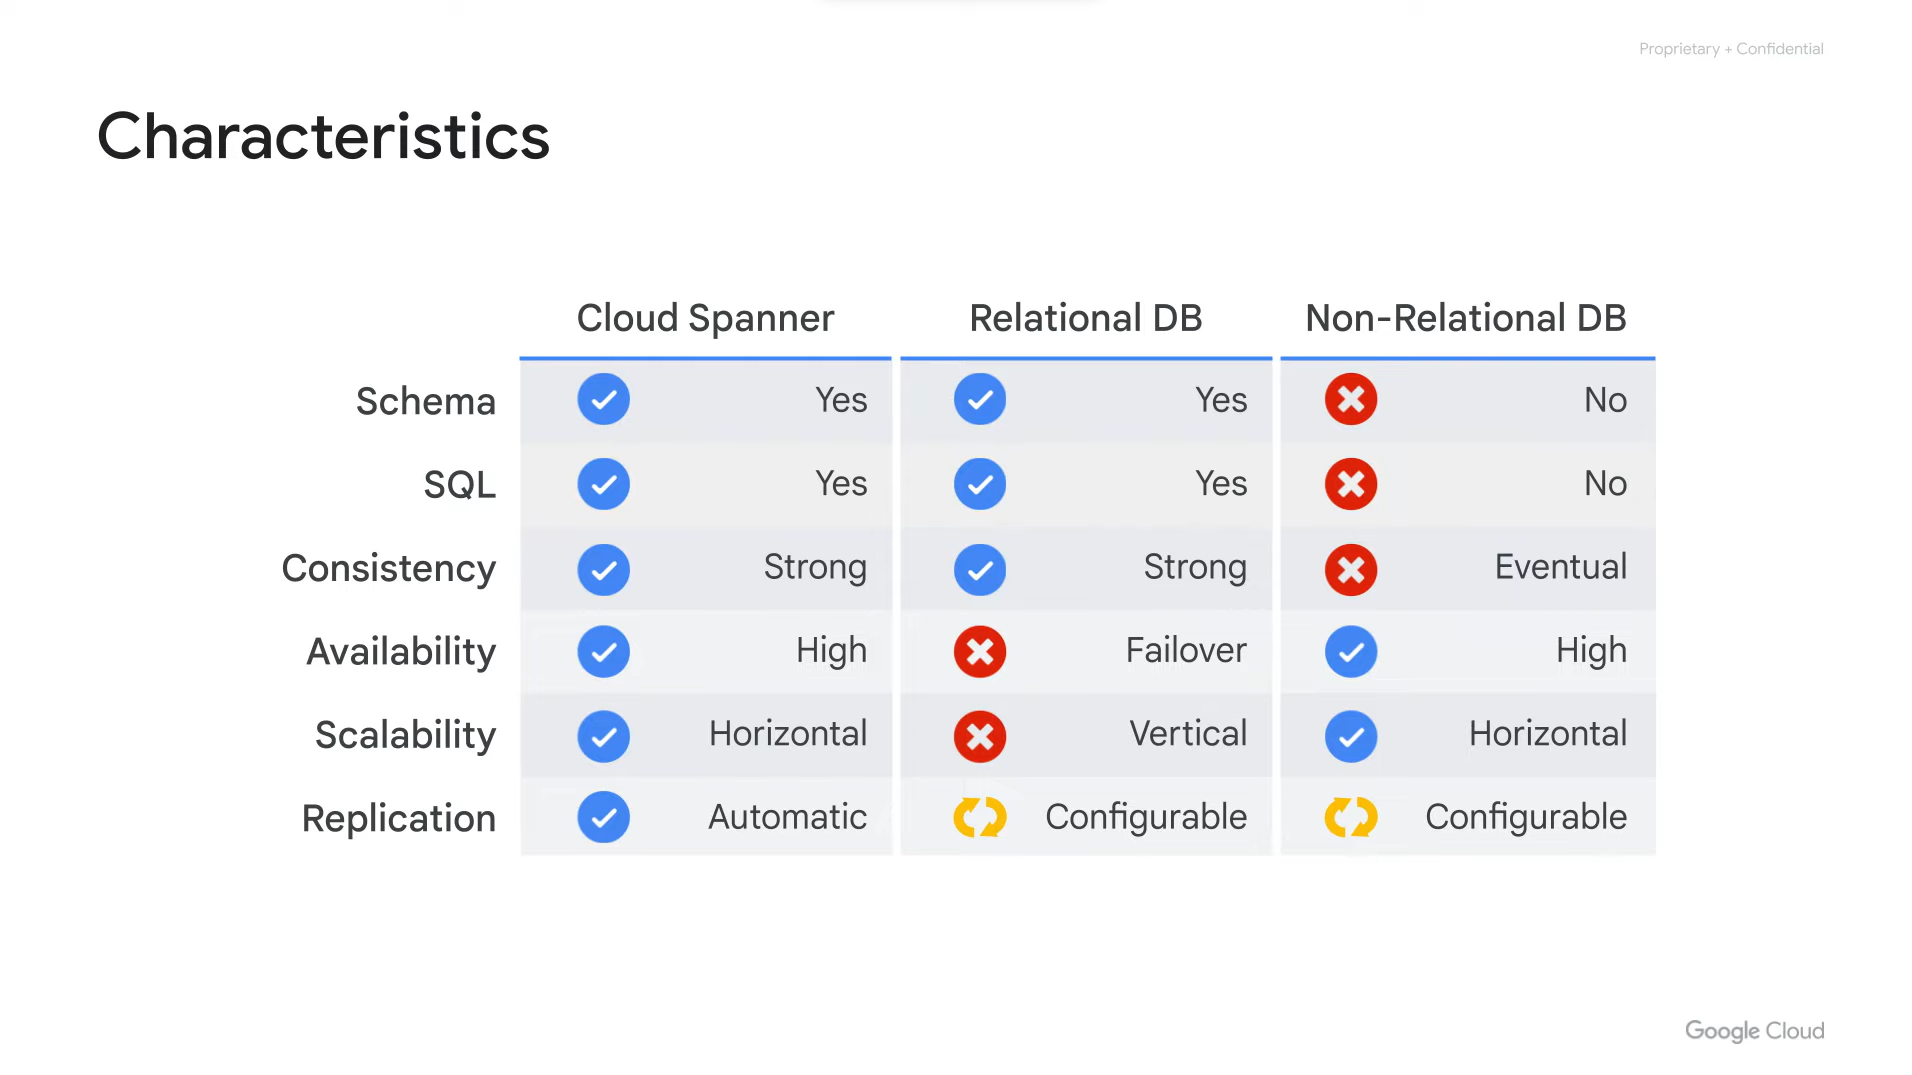 Proprietary + Confidential
Characteristics
Cloud Spanner Relational DB Non-Relational DB
Schema Yes Yes No
SQL Yes Yes No
Consistency Strong Strong Eventual
Availability High Failover High
Scalability Horizontal Vertical Horizontal
Replication Automatic Configurable Configurable
Google Cloud